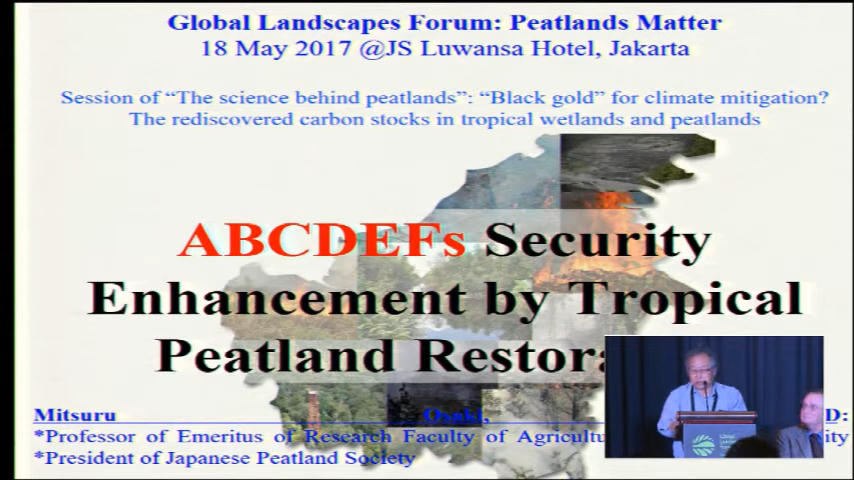 Global Landscapes Forum: Peatlands Matter
18 May 2017 @JS Luwansa Hotel, Jakarta
Session of “The science behind peatlands”: “Black gold” for climate mitigation?
The rediscovered carbon stocks in tropical wetlands and peatlands
ABCDEFs Security
Enhancement by Tropical
Peatland Restora
Mitsuru Osaki, D:
*Professor of Emeritus of Research Faculty of Agricultu ity
*President of Japanese Peatland Society